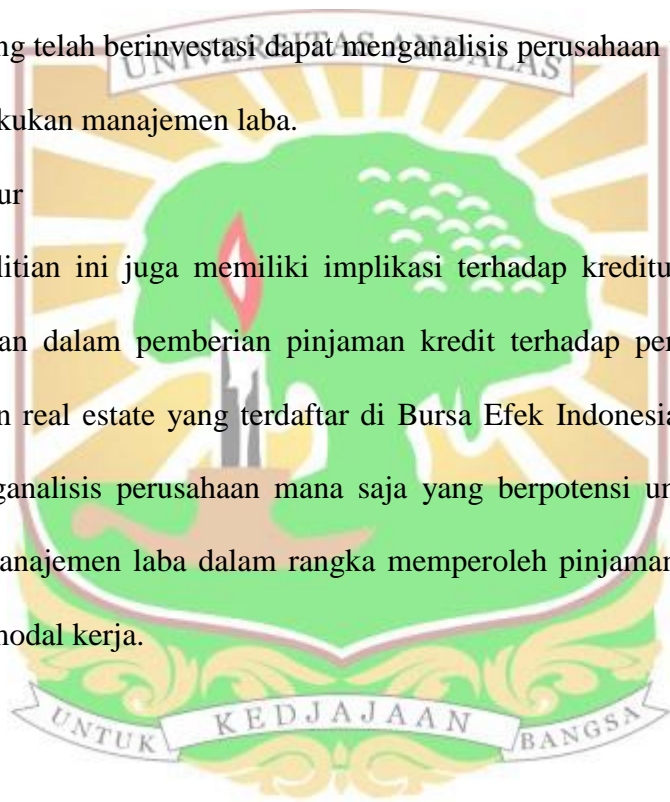 ng telah berinvestasi dapat menganalisis perusahaan
UNIVERSITAS ANDALAS
kukan manajemen laba.
ur
litian ini juga memiliki implikasi terhadap kreditu
an dalam pemberian pinjaman kredit terhadap per
n real estate yang terdaftar di Bursa Efek Indonesia
ganalisis perusahaan mana saja yang berpotensi un
manajemen laba dalam rangka memperoleh pinjaman
modal kerja.
UNTUK KEDJAJAAN BANGSA